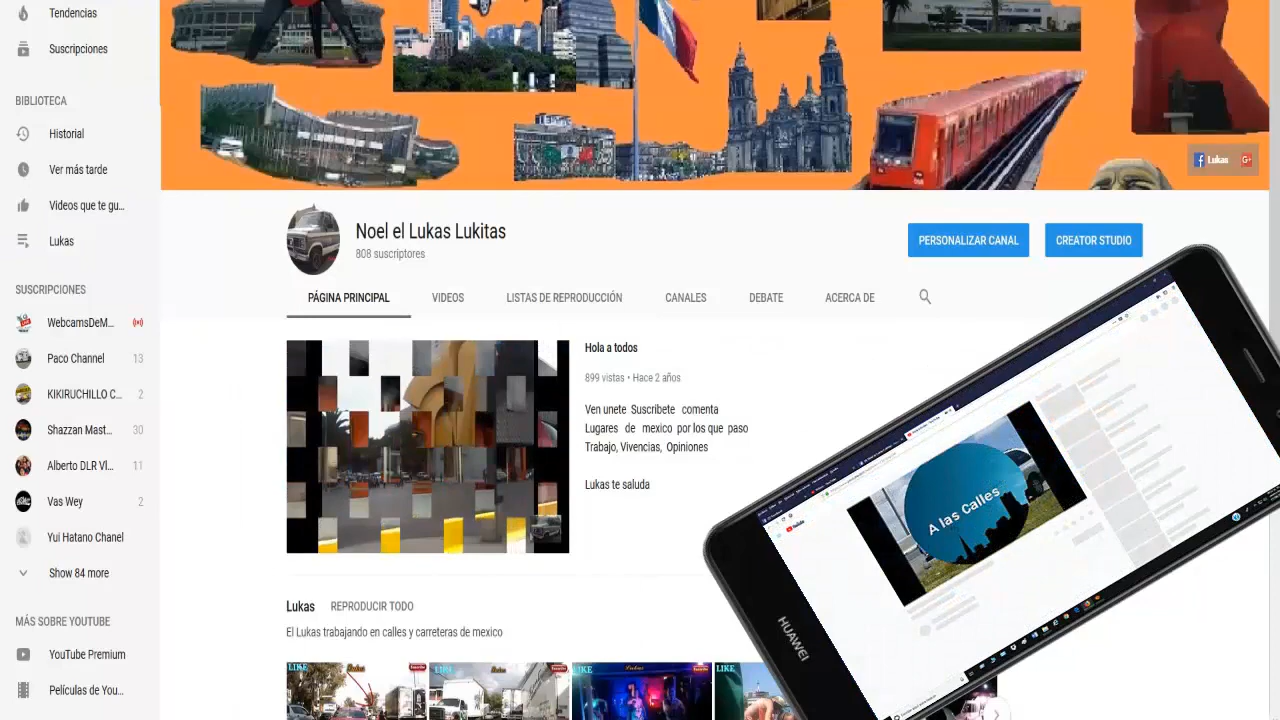 Tendencias
Suscripciones
BIBLIOTECA
Historial
Ver más tarde
Videos que te gu...
Lukas
SUSCRIPCIONES
WebcamsDeM...
Paco Channel 13
KIKIRUCHILLO C... 2
Shazzan Mast... 30
Alberto DLR Vl... 11
Vas Wey 2
Yui Hatano Chanel
Show 84 more
MÁS SOBRE YOUTUBE
YouTube Premium
Películas de You...
Lukas
Noel el Lukas Lukitas
808 suscriptores
PERSONALIZAR CANAL
CREATOR STUDIO
PÁGINA PRINCIPAL VIDEOS LISTAS DE REPRODUCCIÓN CANALES DEBATE ACERCA DE
Hola a todos
899 vistas • Hace 2 años
Ven unete Suscribete comenta
Lugares de mexico por los que paso
Trabajo, Vivencias, Opiniones
Lukas te saluda
Lukas REPRODUCIR TODO
El Lukas trabajando en calles y carreteras de mexico
LIKE
LIKE
LIKE
LIKE
A las Calles
HUAWEI